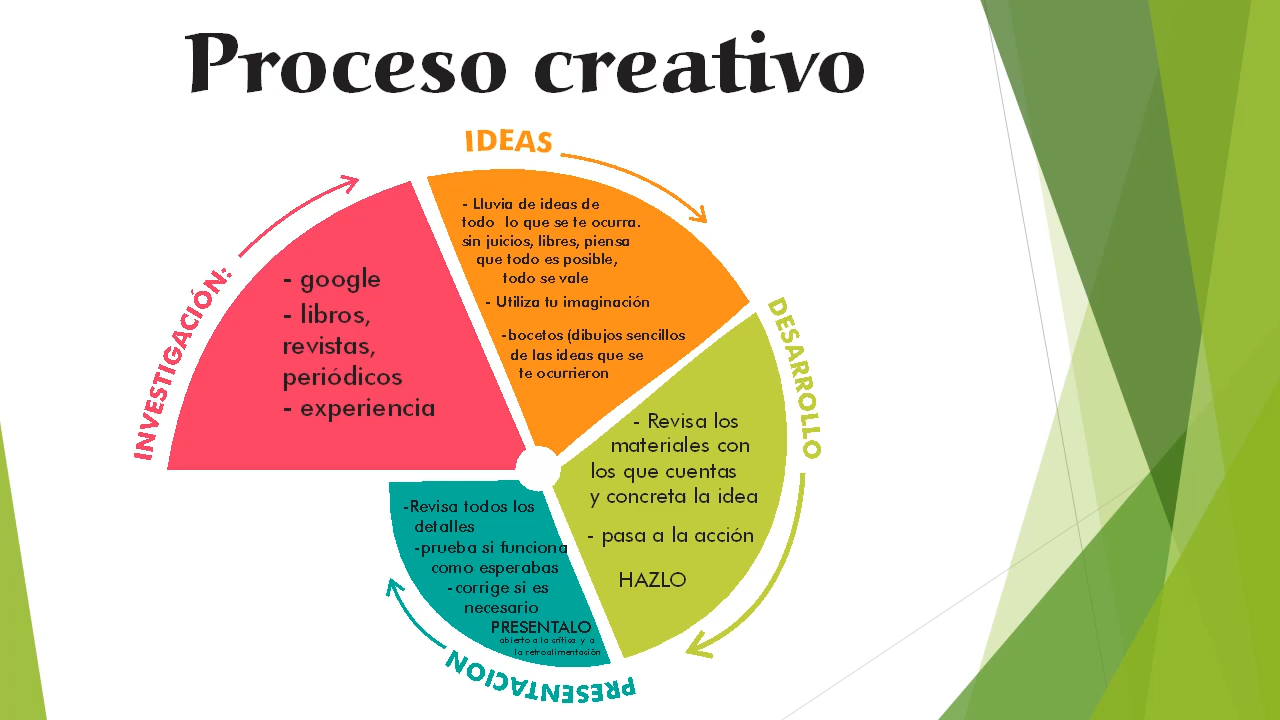 Proceso creativo
INVESTIGACIÓN:
- google
- libros,
revistas,
periódicos
- experiencia
IDEAS
- Lluvia de ideas de
todo lo que se te ocurra.
sin juicios, libres, piensa
que todo es posible,
todo se vale
- Utiliza tu imaginación
-bocetos (dibujos sencillos
de las ideas que se
te ocurrieron
DESARROLLO
- Revisa los
materiales con
los que cuentas
y concreta la idea
- pasa a la acción
HAZLO
-Revisa todos los
detalles
-prueba si funciona
como esperabas
-corrige si es
necesario
PRESENTALO
abierto a la crítica y a
la retroalimentación
PRESENTACION